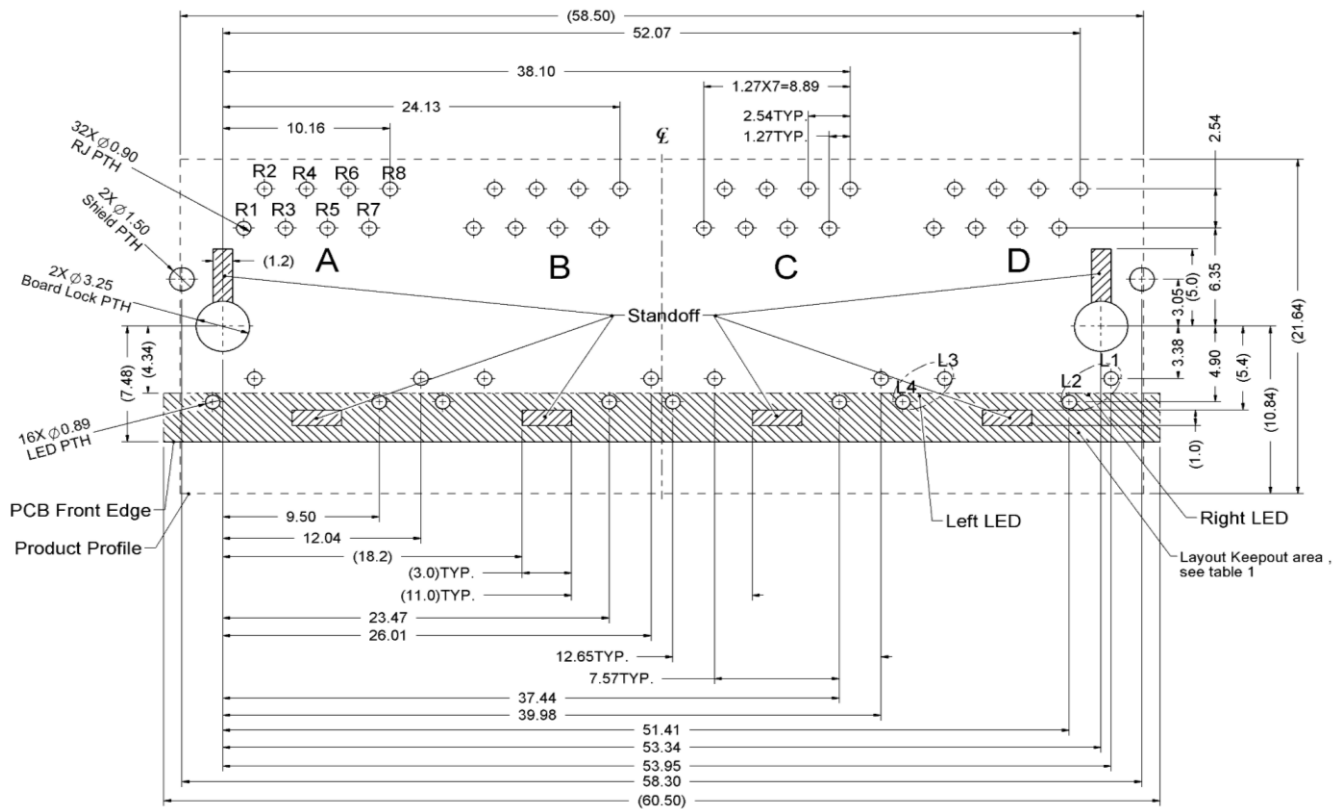 (58.50)
52.07
38.10
1.27X7=8.89
24.13
2.54TYP.
10.16
1.27TYP.
2.54
32X Ø0.90
RJ PTH
℄
R2 R4 R6 R8
R1 R3 R5 R7
2X Ø1.50
Shield PTH
A B C D
(1.2)
2X Ø3.25
Board Lock PTH
Standoff
3.05
(5.0)
6.35
(21.64)
(7.48)
(4.34)
3.38
4.90
(5.4)
(10.84)
L3
L4
L1
L2
16X Ø0.89
LED PTH
(1.0)
PCB Front Edge
Product Profile
9.50
Left LED
Right LED
12.04
(18.2)
Layout Keepout area ,
see table 1
(3.0)TYP.
(11.0)TYP.
23.47
26.01
12.65TYP.
7.57TYP.
37.44
39.98
51.41
53.34
53.95
58.30
(60.50)